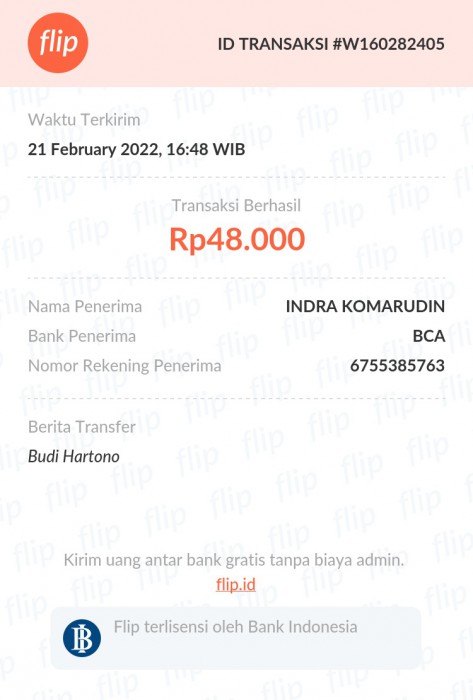 flip
ID TRANSAKSI #W160282405
Waktu Terkirim
21 February 2022, 16:48 WIB
Transaksi Berhasil
Rp48.000
Nama Penerima INDRA KOMARUDIN
Bank Penerima BCA
Nomor Rekening Penerima 6755385763
Berita Transfer
Budi Hartono
Kirim uang antar bank gratis tanpa biaya admin.
flip.id
Flip terlisensi oleh Bank Indonesia